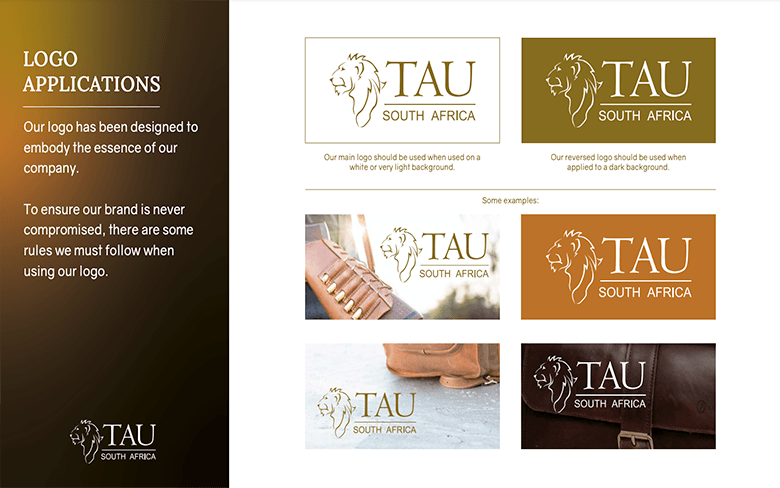 LOGO
APPLICATIONS
Our logo has been designed to
embody the essence of our
company.
To ensure our brand is never
compromised, there are some
rules we must follow when
using our logo.
TAU
SOUTH AFRICA
TAU
SOUTH AFRICA
Our main logo should be used when used on a
white or very light background.
TAU
SOUTH AFRICA
Our reversed logo should be used when
applied to a dark background.
Some examples:
TAU
SOUTH AFRICA
TAU
SOUTH AFRICA
TAU
SOUTH AFRICA
TAU
SOUTH AFRICA